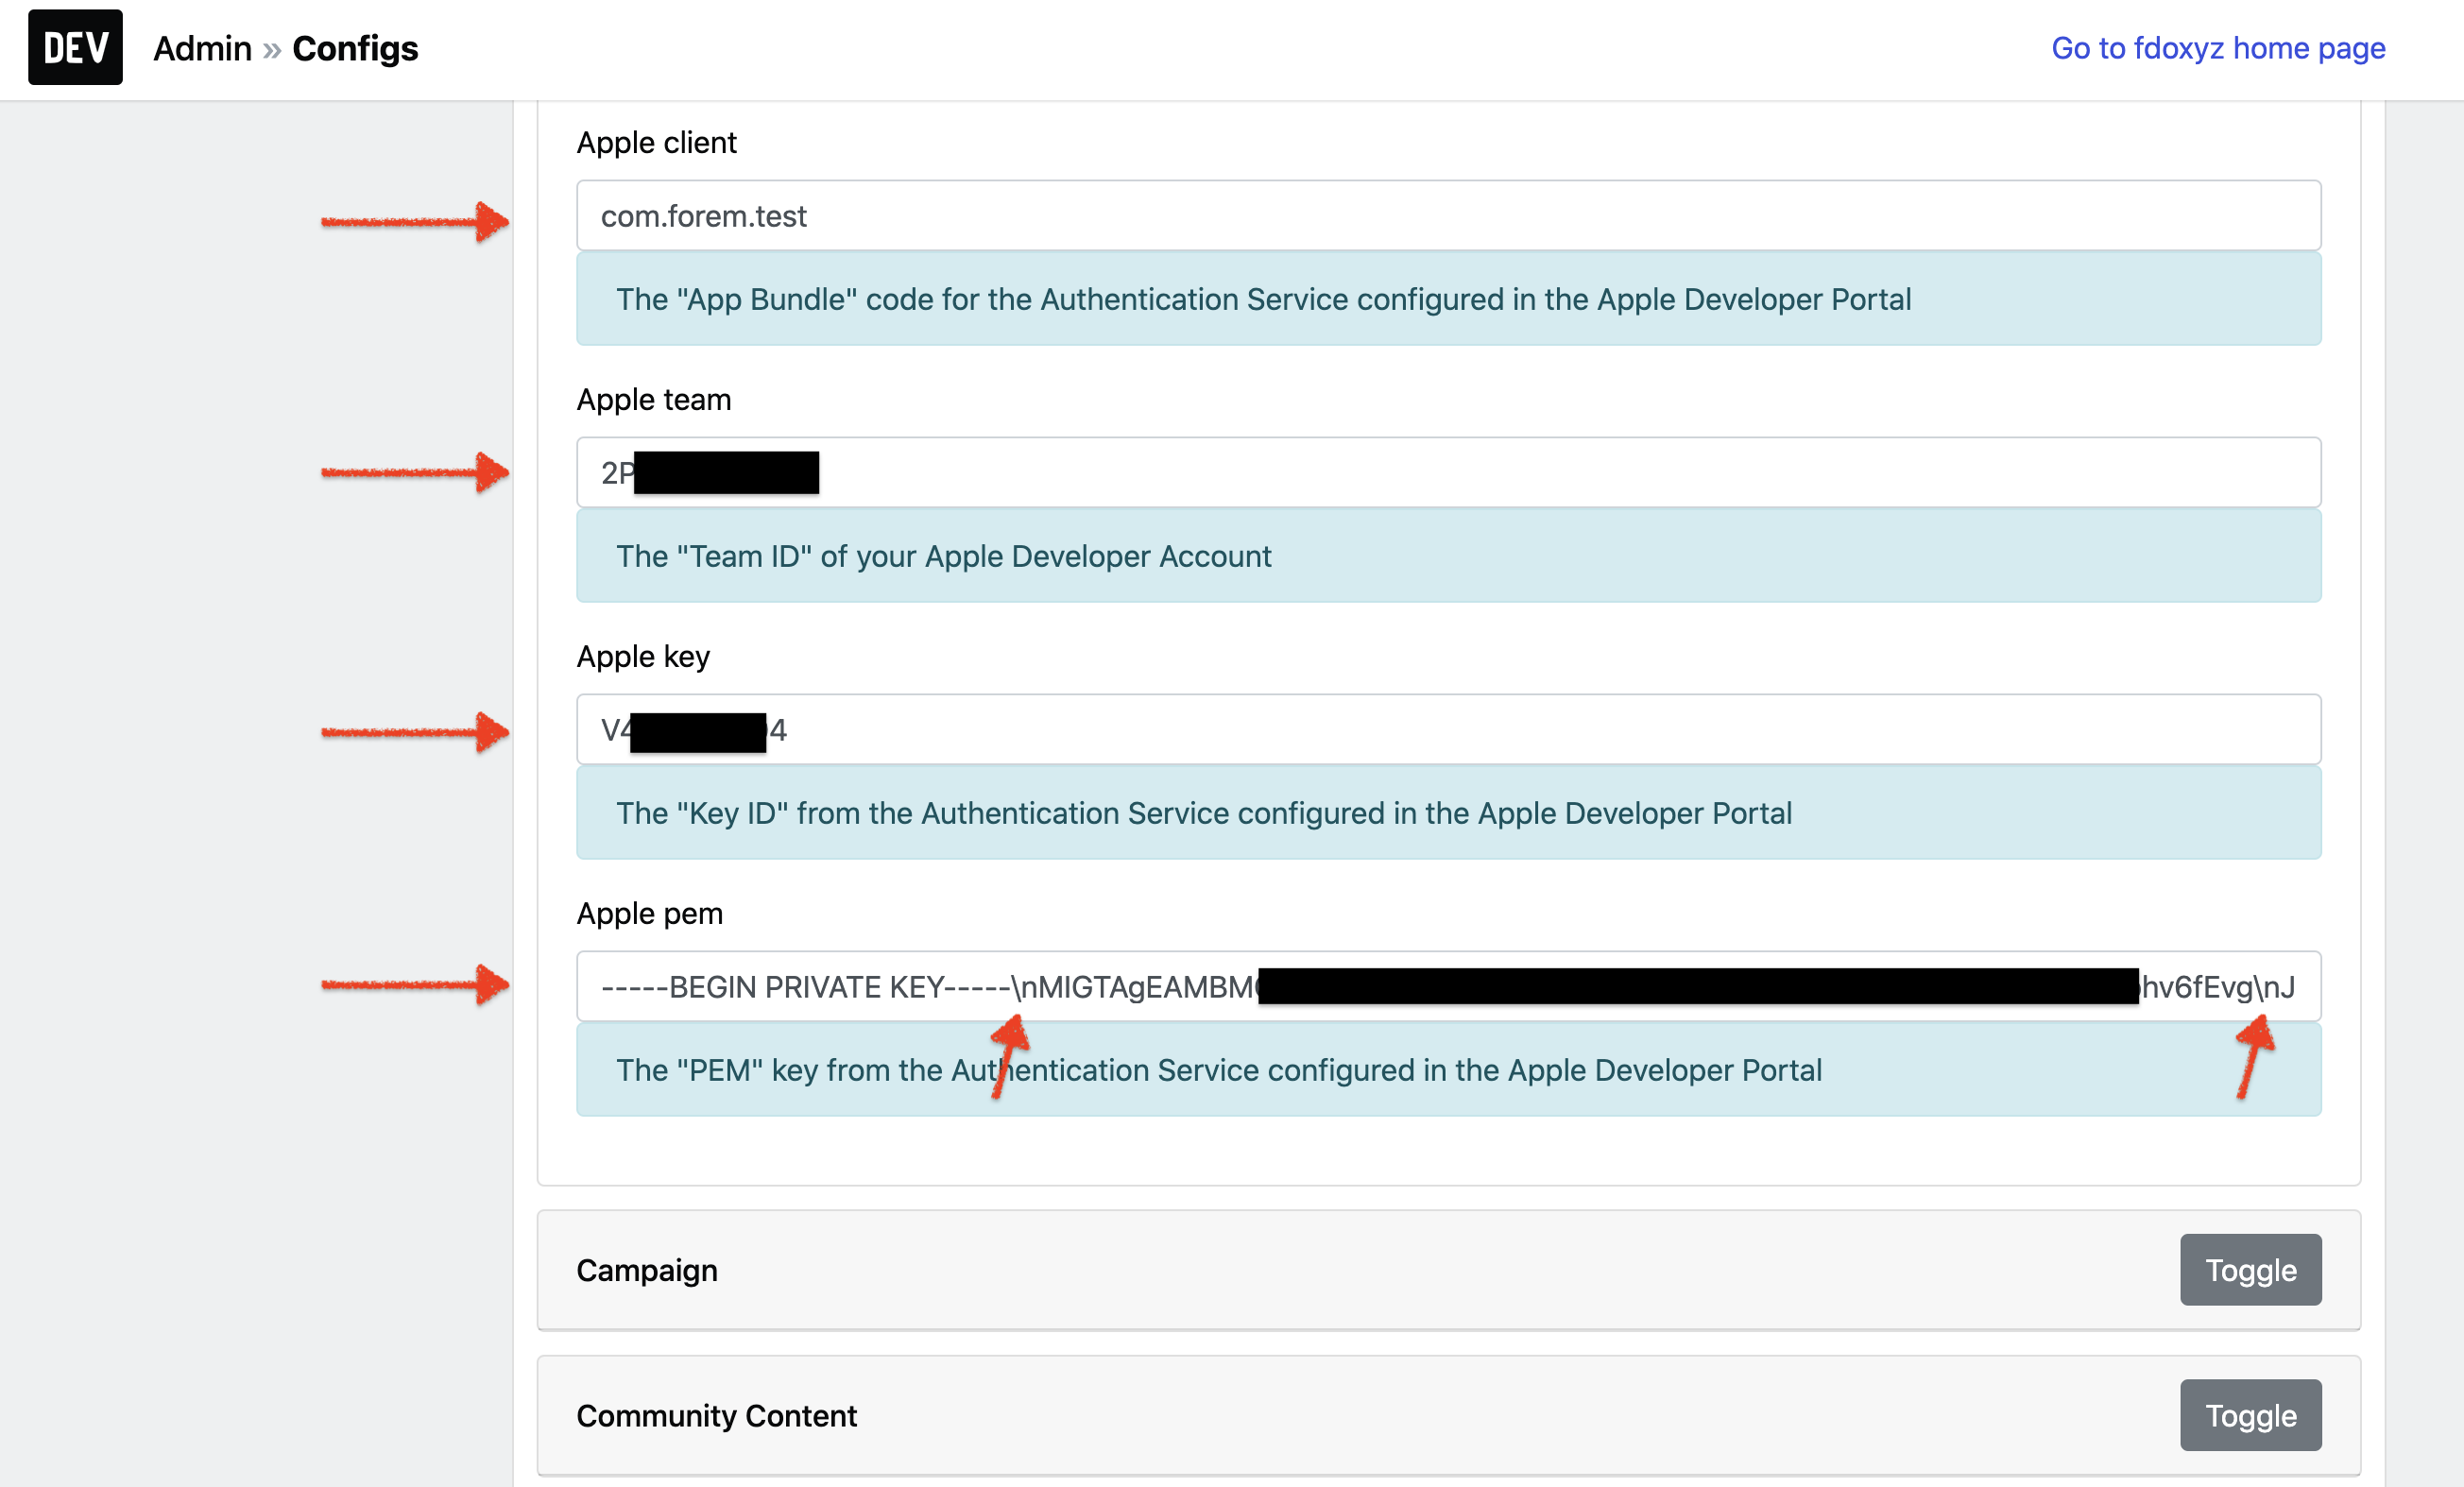 DEV
Admin » Configs
Go to fdoxyz home page
Apple client
com.forem.test
The "App Bundle" code for the Authentication Service configured in the Apple Developer Portal
Apple team
2P
The "Team ID" of your Apple Developer Account
Apple key
V4 4
The "Key ID" from the Authentication Service configured in the Apple Developer Portal
Apple pem
-----BEGIN PRIVATE KEY-----\nMIGTAgEAMBM hv6fEvg\nJ
The "PEM" key from the Authentication Service configured in the Apple Developer Portal
Campaign
Toggle
Community Content
Toggle